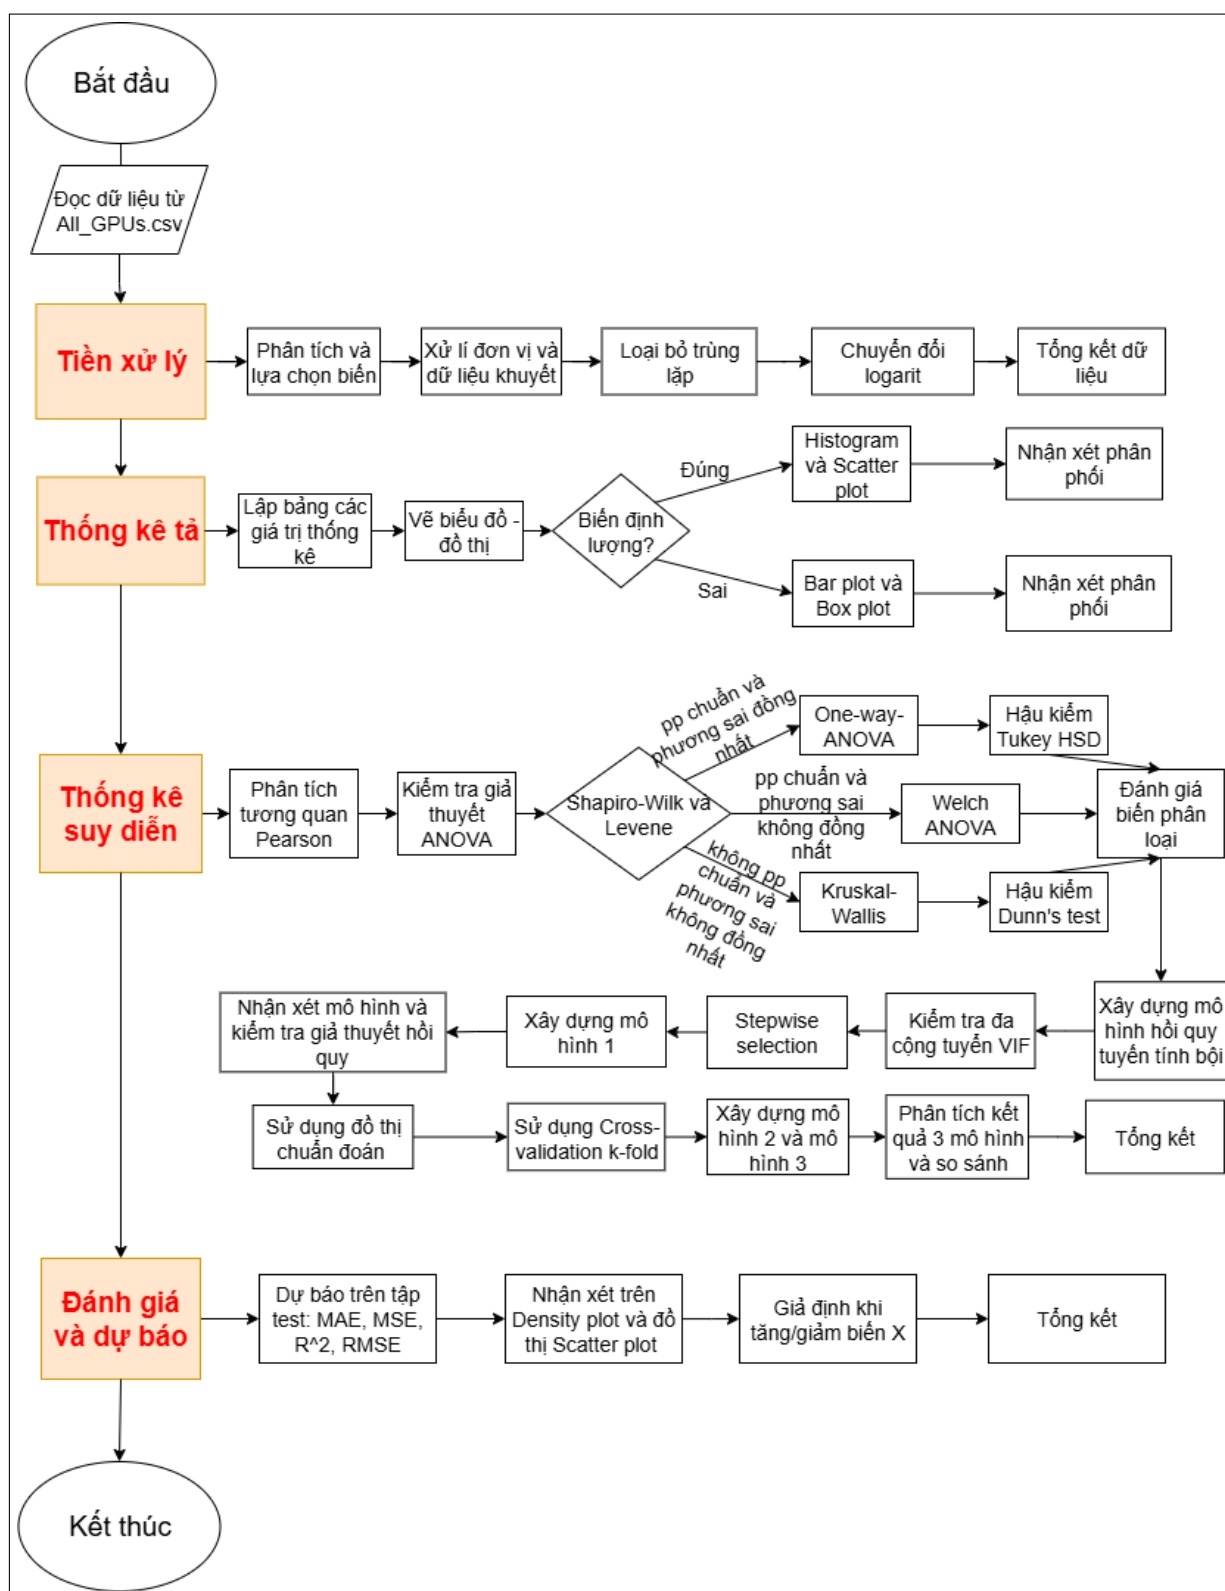 Bắt đầu
Đọc dữ liệu từ
All_GPUs.csv
Tiền xử lý
Phân tích và
lựa chọn biến
Xử lí đơn vị và
dữ liệu khuyết
Loại bỏ trùng
lặp
Chuyển đổi
logarit
Tổng kết dữ
liệu
Thống kê tả
Lập bảng các
giá trị thống
kê
Vẽ biểu đồ -
đồ thị
Biến định
lượng?
Đúng
Histogram
và Scatter
plot
Nhận xét phân
phối
Sai
Bar plot và
Box plot
Nhận xét phân
phối
Thống kê
suy diễn
Phân tích
tương quan
Pearson
Kiểm tra giả
thuyết
ANOVA
Shapiro-Wilk và
Levene
pp chuẩn và
phương sai đồng
nhất
One-way-
ANOVA
Hậu kiểm
Tukey HSD
pp chuẩn và
phương sai
không đồng
nhất
Welch
ANOVA
không pp
chuẩn và
phương sai
không đồng
nhất
Kruskal-
Wallis
Hậu kiểm
Dunn's test
Đánh giá
biến phân
loại
Xây dựng mô
hình hồi quy
tuyến tính bội
Kiểm tra đa
cộng tuyến VIF
Stepwise
selection
Xây dựng mô
hình 1
Nhận xét mô hình và
kiểm tra giả thuyết hồi
quy
Sử dụng đồ thị
chuẩn đoán
Sử dụng Cross-
validation k-fold
Xây dựng mô
hình 2 và mô
hình 3
Phân tích kết
quả 3 mô hình
và so sánh
Tổng kết
Đánh giá
và dự báo
Dự báo trên tập
test: MAE, MSE,
R^2, RMSE
Nhận xét trên
Density plot và đồ
thị Scatter plot
Giả định khi
tăng/giảm biến X
Tổng kết
Kết thúc